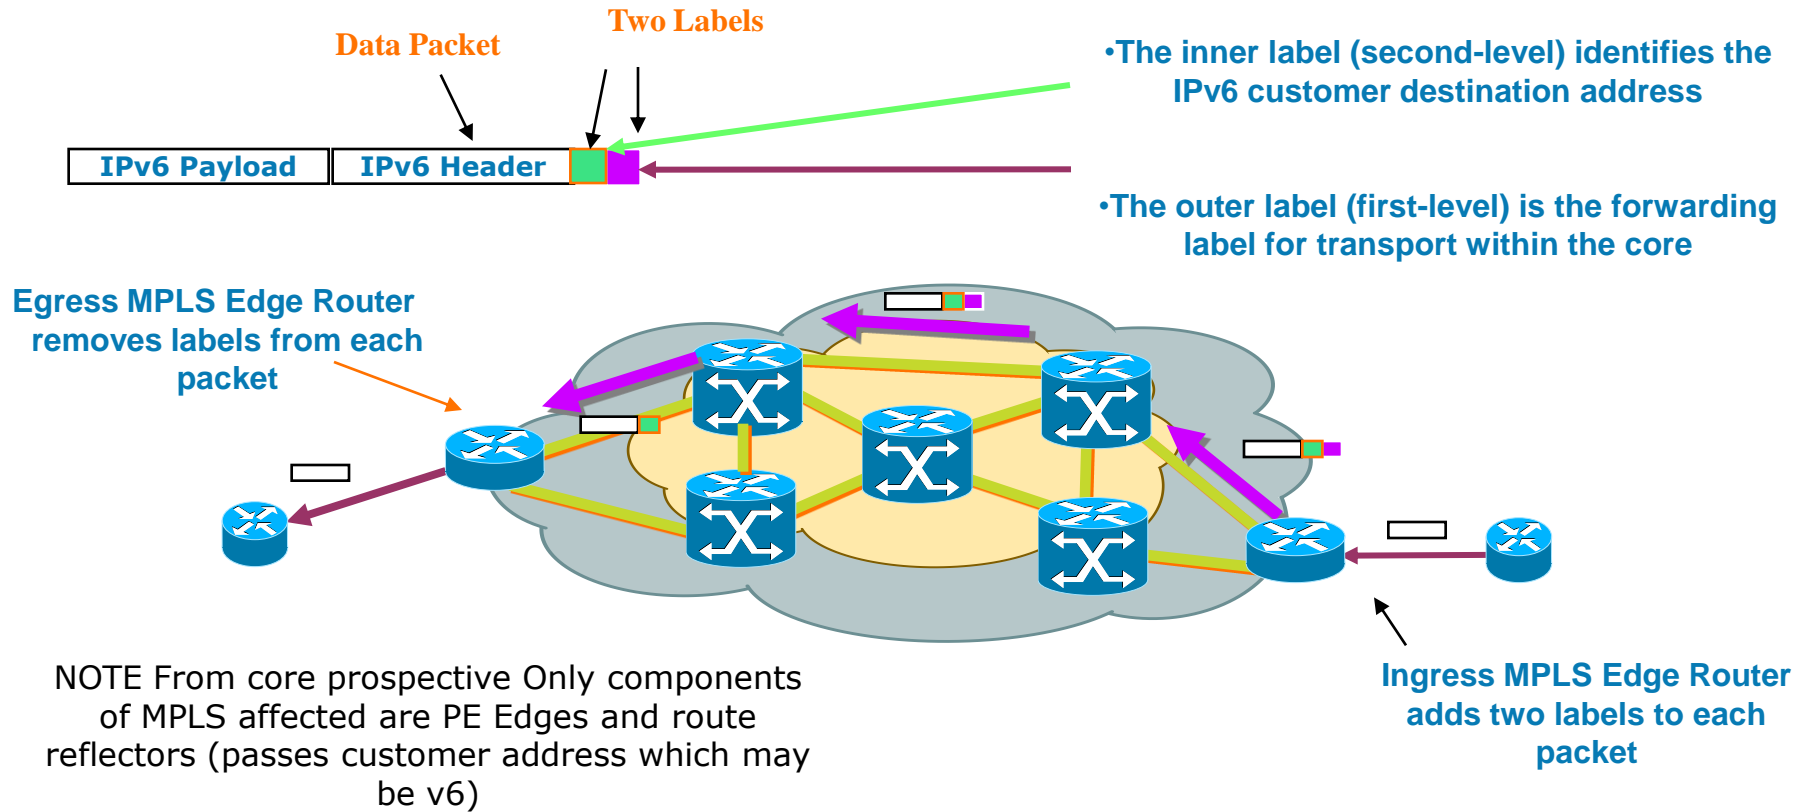 Two Labels
Data Packet
•The inner label (second-level) identifies the
IPv6 customer destination address
IPv6 Payload
IPv6 Header
•The outer label (first-level) is the forwarding
label for transport within the core
Egress MPLS Edge Router
removes labels from each
packet
NOTE From core prospective Only components
of MPLS affected are PE Edges and route
reflectors (passes customer address which may
be v6)
Ingress MPLS Edge Router
adds two labels to each
packet